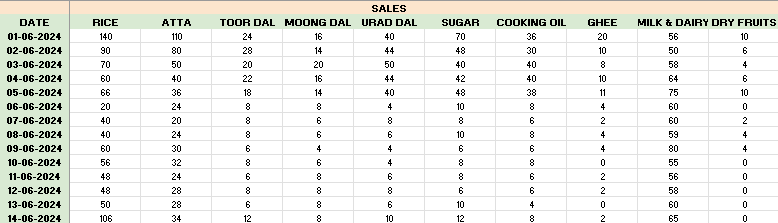 SALES
DATE RICE ATTA TOOR DAL MOONG DAL URAD DAL SUGAR COOKING OIL GHEE MILK & DAIRY DRY FRUITS
01-06-2024 140 110 24 16 40 70 36 20 56 10
02-06-2024 90 80 28 14 44 48 30 10 50 6
03-06-2024 70 50 20 20 50 40 40 8 58 4
04-06-2024 60 40 22 16 44 42 40 10 64 6
05-06-2024 66 36 18 14 40 48 38 11 75 10
06-06-2024 20 24 8 8 4 10 8 4 60 0
07-06-2024 40 20 8 6 8 8 6 2 60 2
08-06-2024 40 24 8 6 6 10 8 4 59 4
09-06-2024 60 30 6 4 4 6 6 4 80 4
10-06-2024 56 32 8 6 4 8 8 0 55 0
11-06-2024 48 24 6 8 6 8 6 2 56 0
12-06-2024 48 28 8 8 8 6 6 2 58 0
13-06-2024 50 28 6 8 6 10 4 0 60 0
14-06-2024 106 34 12 8 10 12 8 2 65 0